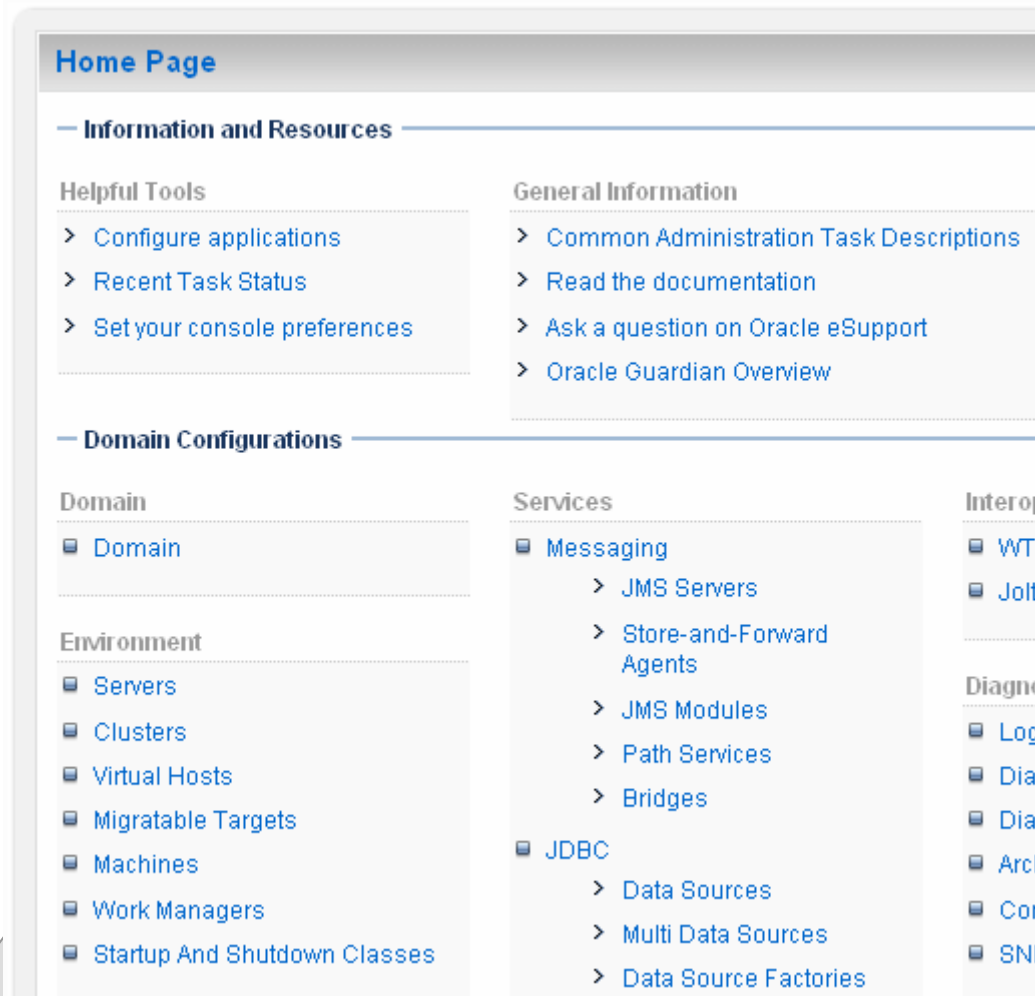 Home Page
Information and Resources
Helpful Tools
Configure applications
Recent Task Status
Set your console preferences
General Information
Common Administration Task Descriptions
Read the documentation
Ask a question on Oracle eSupport
Oracle Guardian Overview
Domain Configurations
Domain
Domain
Environment
Servers
Clusters
Virtual Hosts
Migratable Targets
Machines
Work Managers
Startup And Shutdown Classes
Services
Messaging
JMS Servers
Store-and-Forward
Agents
JMS Modules
Path Services
Bridges
JDBC
Data Sources
Multi Data Sources
Data Source Factories